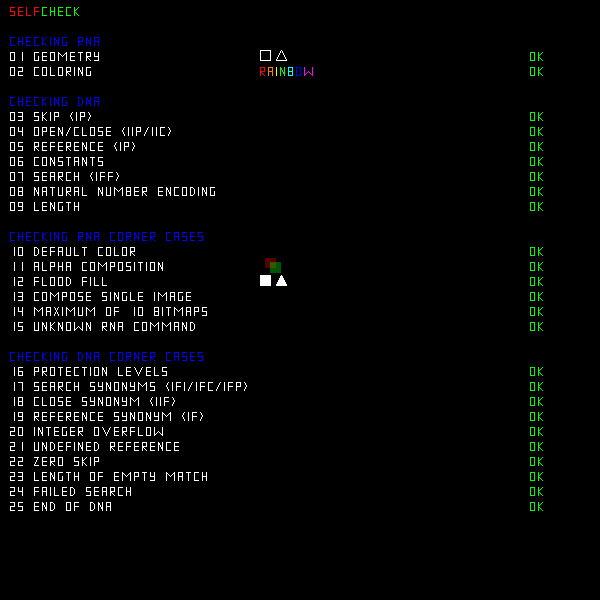 SELFCHECK
CHECKING RNA
01 GEOMETRY OK
02 COLORING RAINBOW OK
CHECKING DNA
03 SKIP (IP) OK
04 OPEN/CLOSE (IIP/IIC) OK
05 REFERENCE (IP) OK
06 CONSTANTS OK
07 SEARCH (IFF) OK
08 NATURAL NUMBER ENCODING OK
09 LENGTH OK
CHECKING RNA CORNER CASES
10 DEFAULT COLOR OK
11 ALPHA COMPOSITION OK
12 FLOOD FILL OK
13 COMPOSE SINGLE IMAGE OK
14 MAXIMUM OF 10 BITMAPS OK
15 UNKNOWN RNA COMMAND OK
CHECKING DNA CORNER CASES
16 PROTECTION LEVELS OK
17 SEARCH SYNONYMS (IFI/IFC/IFP) OK
18 CLOSE SYNONYM (IIF) OK
19 REFERENCE SYNONYM (IF) OK
20 INTEGER OVERFLOW OK
21 UNDEFINED REFERENCE OK
22 ZERO SKIP OK
23 LENGTH OF EMPTY MATCH OK
24 FAILED SEARCH OK
25 END OF DNA OK